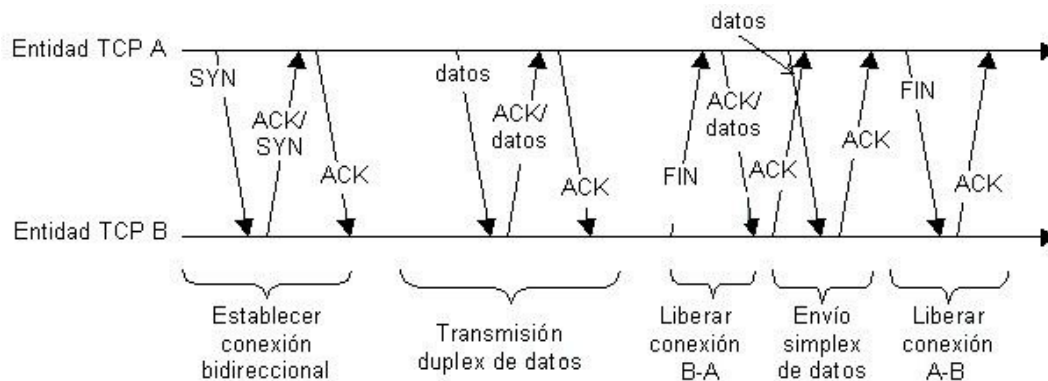 datos
Entidad TCP A
SYN
ACK/
SYN
ACK
datos
ACK/
datos
ACK
FIN
ACK/
datos
ACK
ACK
FIN
ACK
Entidad TCP B
Establecer
conexión
bidireccional
Transmisión
duplex de datos
Liberar
conexión
B-A
Envío
simplex
de datos
Liberar
conexión
A-B